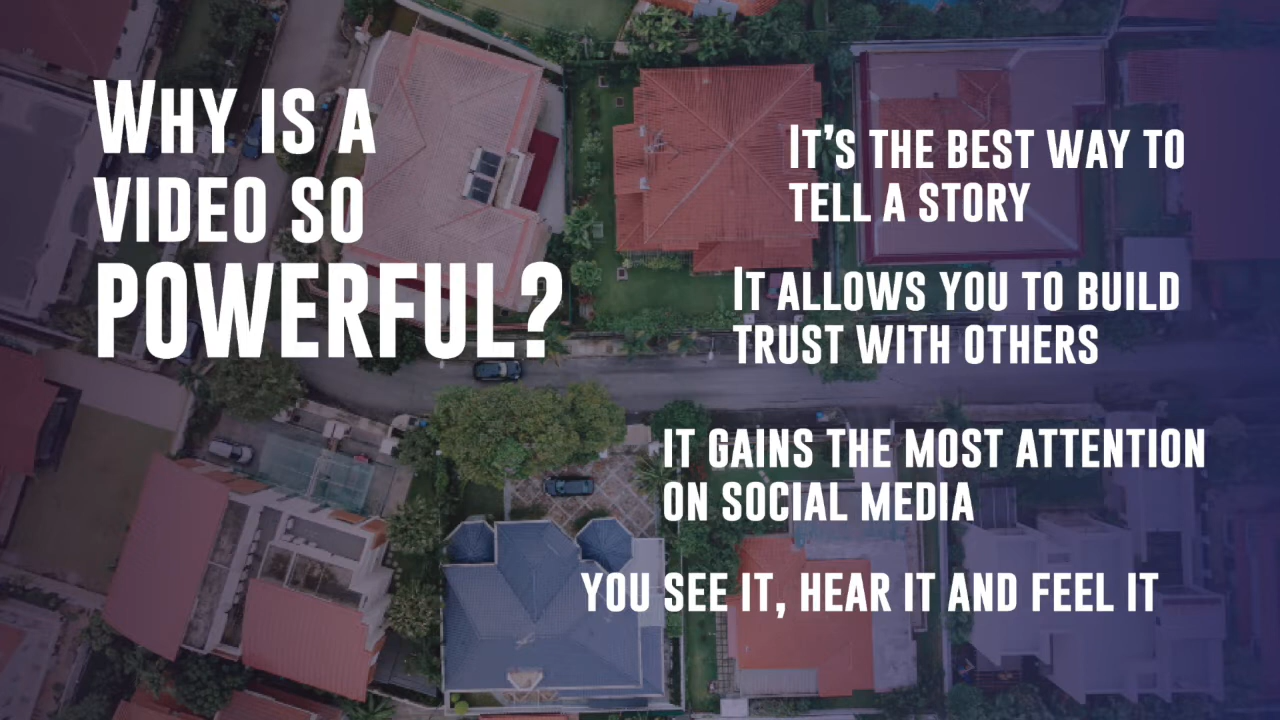 WHY IS A
VIDEO SO
POWERFUL?
IT'S THE BEST WAY TO
TELL A STORY
IT ALLOWS YOU TO BUILD
TRUST WITH OTHERS
IT GAINS THE MOST ATTENTION
ON SOCIAL MEDIA
YOU SEE IT, HEAR IT AND FEEL IT